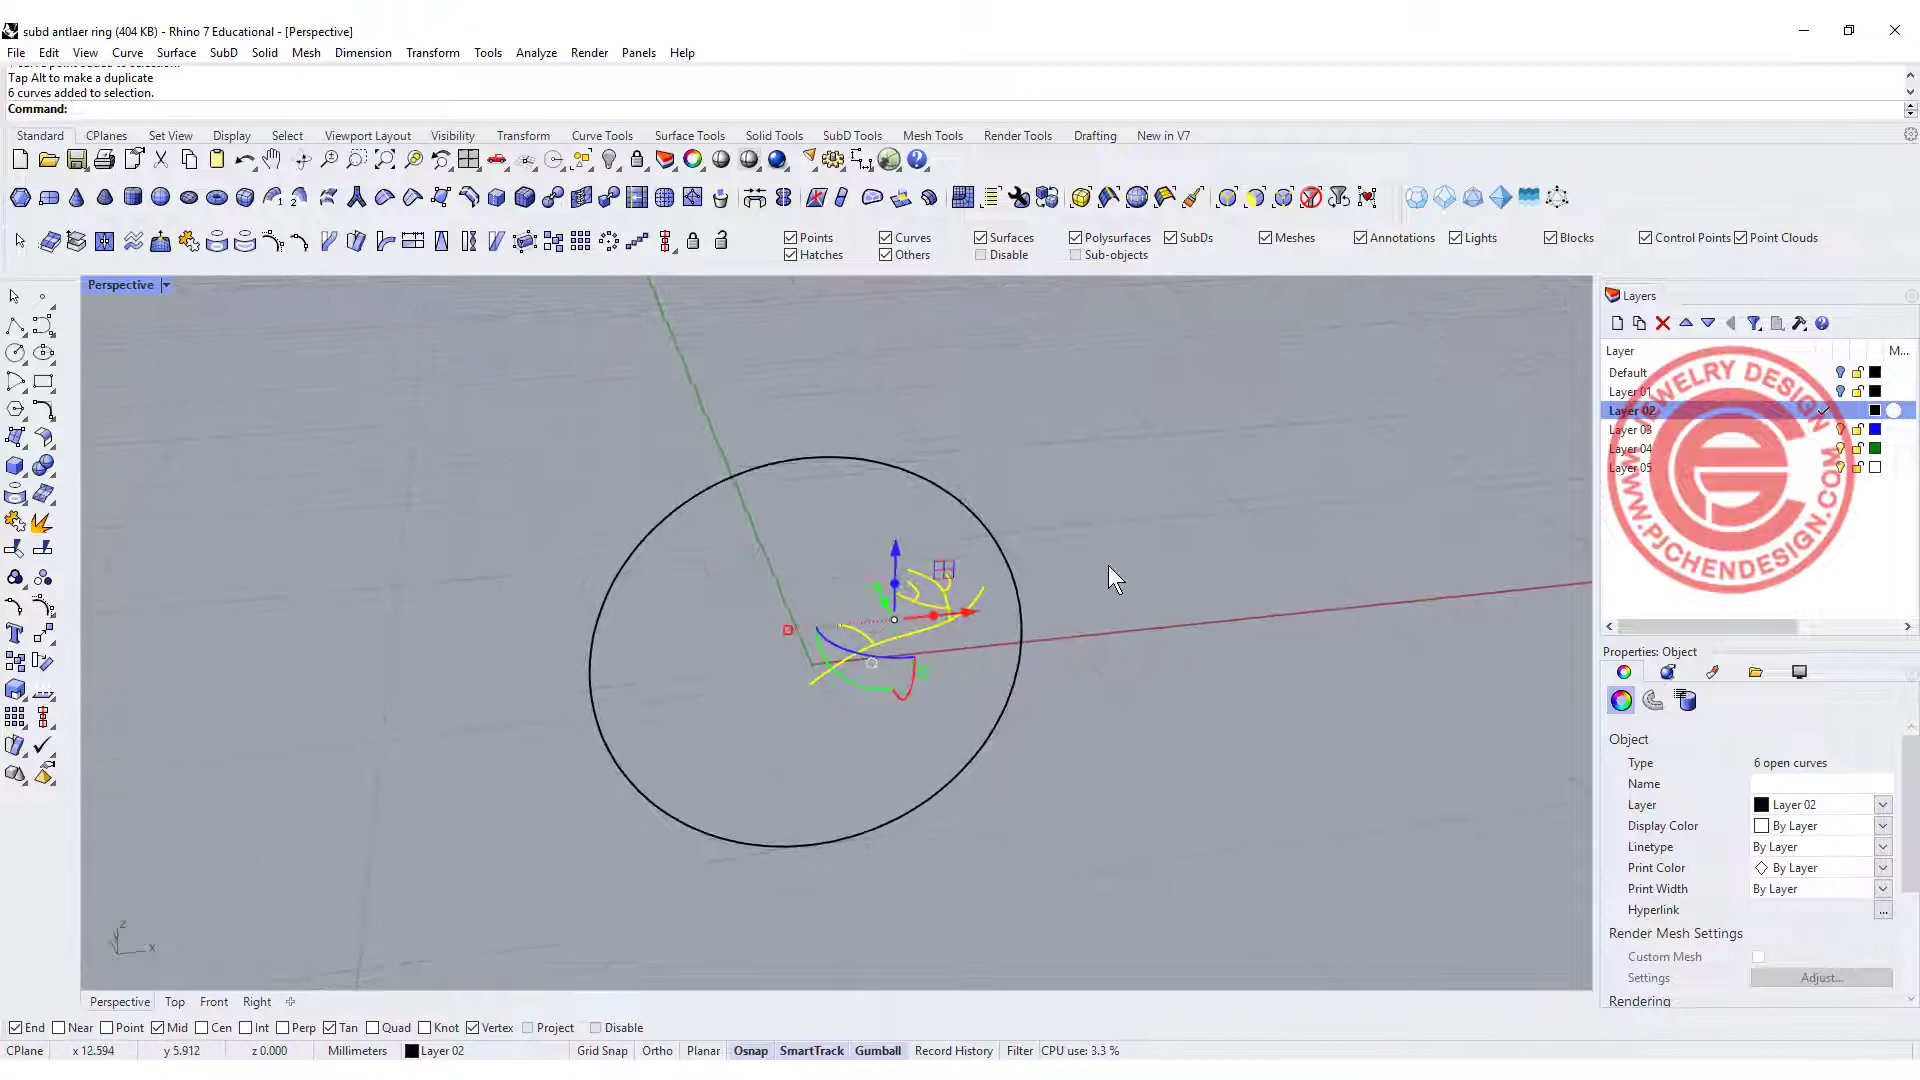 subd antlaer ring (404 KB) - Rhino 7 Educational - [Perspective]
File Edit View Curve Surface SubD Solid Mesh Dimension Transform Tools Analyze Render Panels Help
Tap Alt to make a duplicate
6 curves added to selection.
Command:
Standard CPlanes Set View Display Select Viewport Layout Visibility Transform Curve Tools Surface Tools Solid Tools SubD Tools Mesh Tools Render Tools Drafting New in V7
Points Curves Surfaces Polysurfaces SubDs Meshes Annotations Lights Blocks Control Points Point Clouds
Hatches Others Disable Sub-objects
Perspective
Layers
Layer M...
Default
Layer 01
Layer 02
Layer 03
Layer 04
Layer 05
JEWELRY DESIGN
WWW.PJCHENDESIGN.COM
Properties: Object
Object
Type 6 open curves
Name
Layer Layer 02
Display Color By Layer
Linetype By Layer
Print Color By Layer
Print Width By Layer
Hyperlink ...
Render Mesh Settings
Custom Mesh
Settings Adjust...
Rendering
z
x
Perspective Top Front Right
End Near Point Mid Cen Int Perp Tan Quad Knot Vertex Project Disable
CPlane x 12.594 y 5.912 z 0.000 Millimeters Layer 02 Grid Snap Ortho Planar Osnap SmartTrack Gumball Record History Filter CPU use: 3.3 %